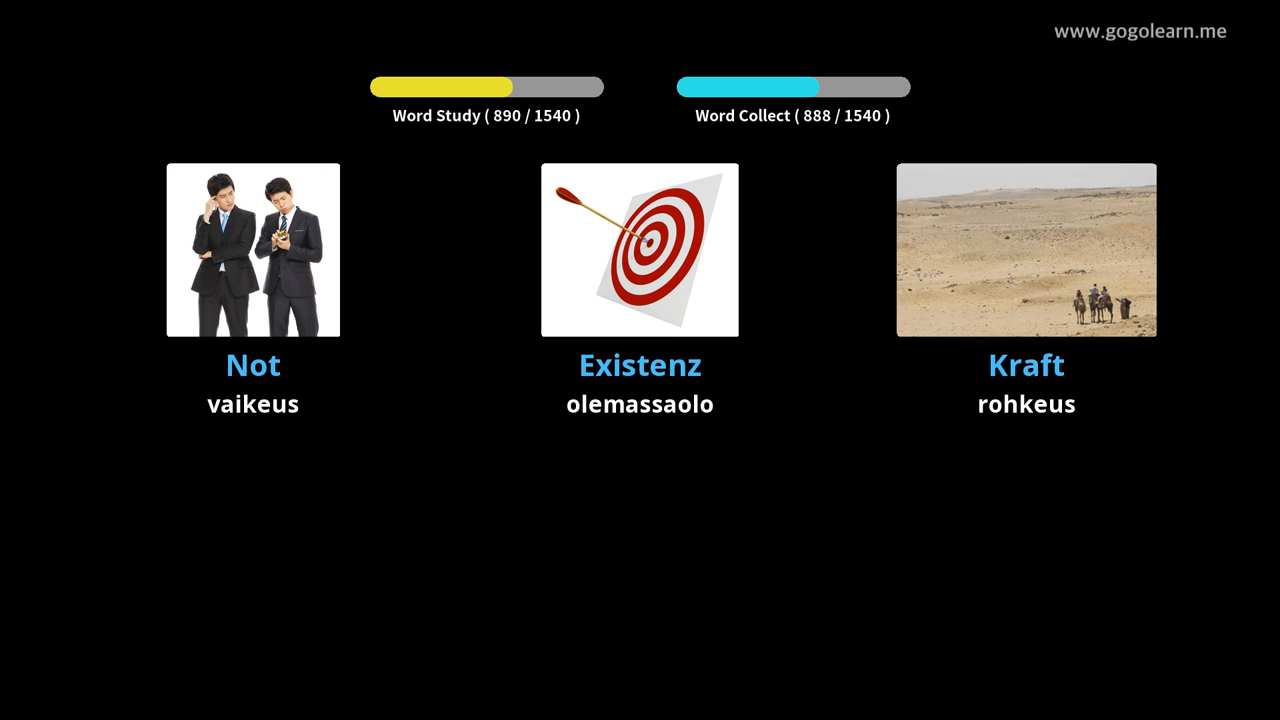 www.gogolearn.me
Word Study ( 890 / 1540 )
Word Collect ( 888 / 1540 )
Not
vaikeus
Existenz
olemassaolo
Kraft
rohkeus